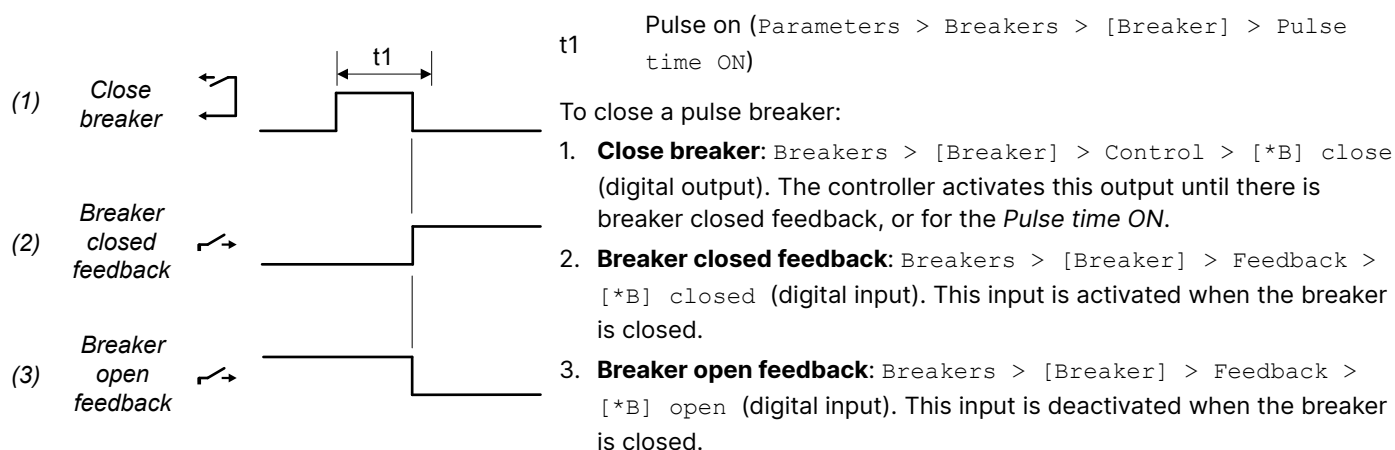 t1
(1)
Close
breaker
(2)
Breaker
closed
feedback
(3)
Breaker
open
feedback
t1
Pulse on (Parameters > Breakers > [Breaker] > Pulse
time ON)
To close a pulse breaker:
1. Close breaker: Breakers > [Breaker] > Control > [*B] close
(digital output). The controller activates this output until there is
breaker closed feedback, or for the Pulse time ON.
2. Breaker closed feedback: Breakers > [Breaker] > Feedback >
[*B] closed (digital input). This input is activated when the breaker
is closed.
3. Breaker open feedback: Breakers > [Breaker] > Feedback >
[*B] open (digital input). This input is deactivated when the breaker
is closed.